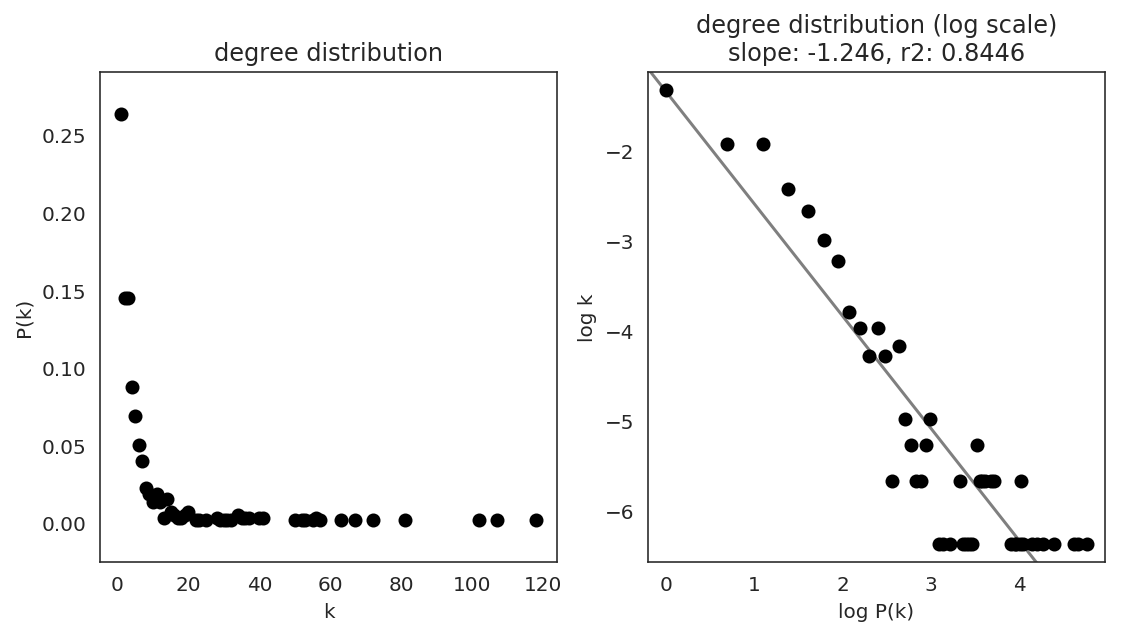 degree distribution
P(k)
0.25
0.20
0.15
0.10
0.05
0.00
0 20 40 60 80 100 120
k
degree distribution (log scale)
slope: -1.246, r2: 0.8446
log k
−2
−3
−4
−5
−6
0 1 2 3 4
log P(k)